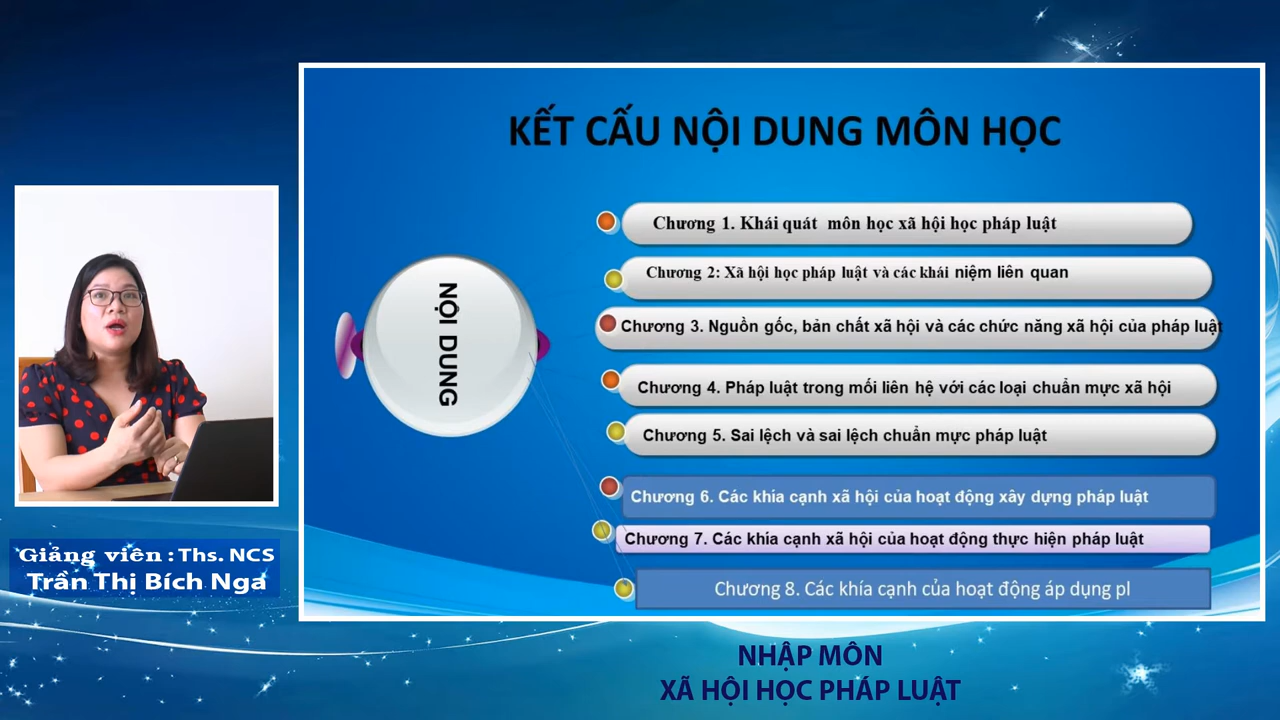 KẾT CẤU NỘI DUNG MÔN HỌC
NỘI DUNG
Chương 1. Khái quát môn học xã hội học pháp luật
Chương 2: Xã hội học pháp luật và các khái niệm liên quan
Chương 3. Nguồn gốc, bản chất xã hội và các chức năng xã hội của pháp luật
Chương 4. Pháp luật trong mối liên hệ với các loại chuẩn mực xã hội
Chương 5. Sai lệch và sai lệch chuẩn mực pháp luật
Chương 6. Các khía cạnh xã hội của hoạt động xây dựng pháp luật
Chương 7. Các khía cạnh xã hội của hoạt động thực hiện pháp luật
Chương 8. Các khía cạnh của hoạt động áp dụng pl
Giảng viên : Ths. NCS
Trần Thị Bích Nga
NHẬP MÔN
XÃ HỘI HỌC PHÁP LUẬT